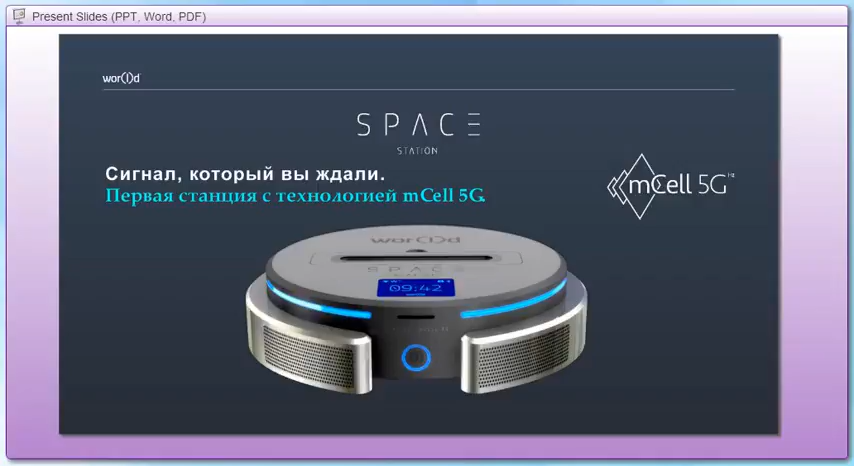 Present Slides (PPT, Word, PDF)
wor(l)d
SPACE
STATION
Сигнал, который вы ждали.
Первая станция с технологией mCell 5G.
mCell 5G
wor(l)d
SPACE
09:42